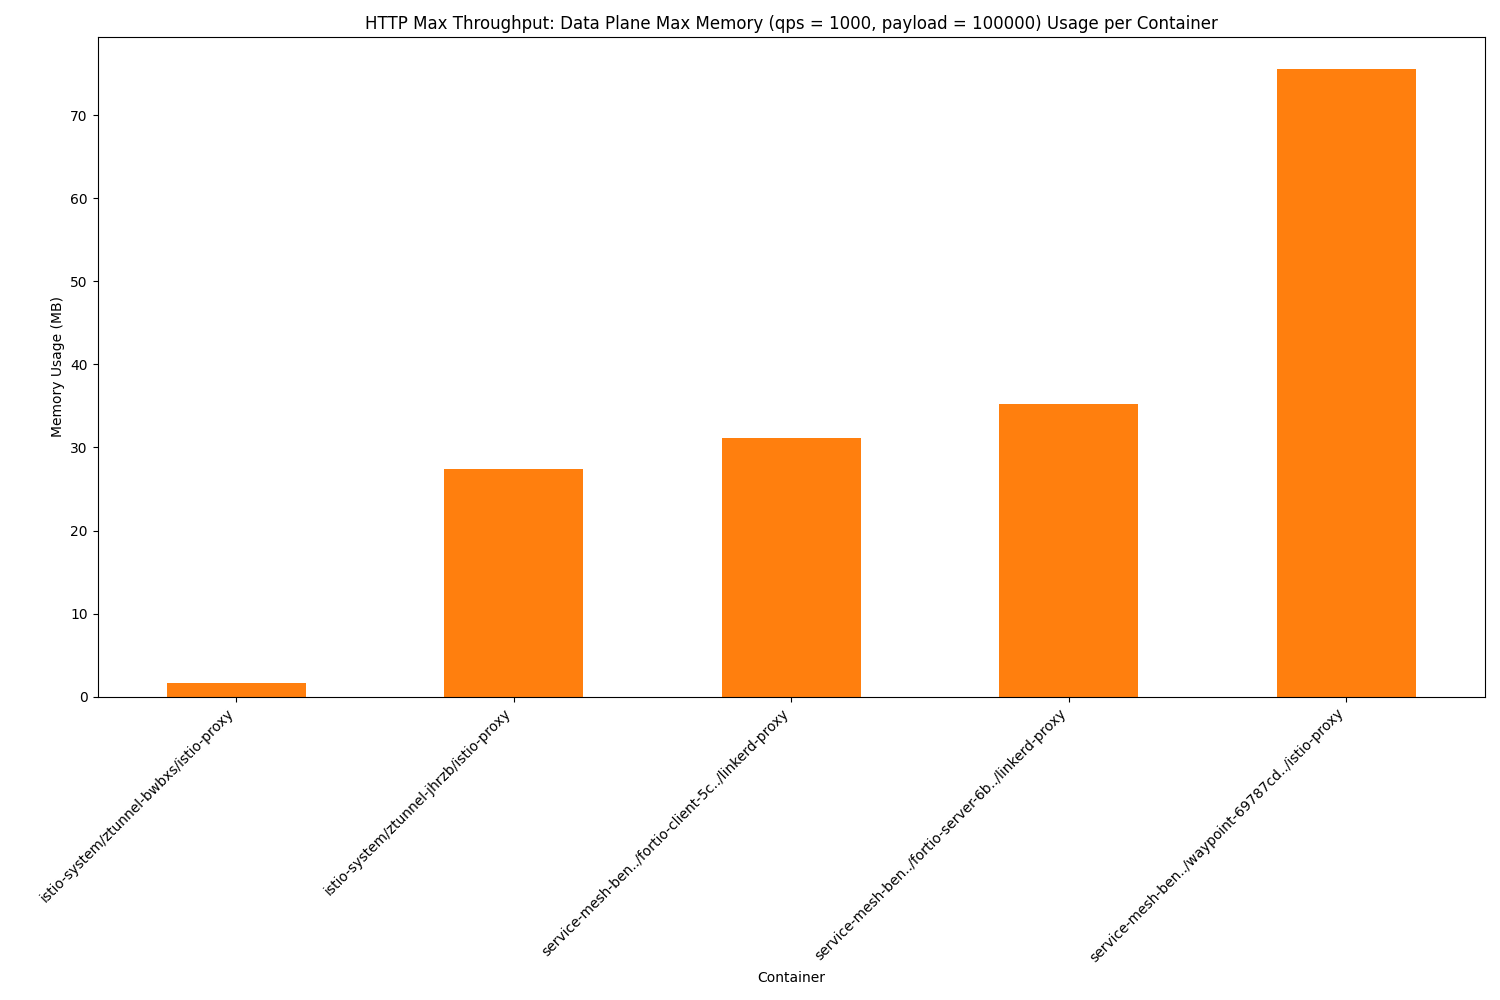 HTTP Max Throughput: Data Plane Max Memory (qps = 1000, payload = 100000) Usage per Container
Memory Usage (MB)
70
60
50
40
30
20
10
0
istio-system/ztunnel-bwbxs/istio-proxy
istio-system/ztunnel-jhrzb/istio-proxy
service-mesh-ben../fortio-client-5c../linkerd-proxy
service-mesh-ben../fortio-server-6b../linkerd-proxy
service-mesh-ben../waypoint-69787cd../istio-proxy
Container